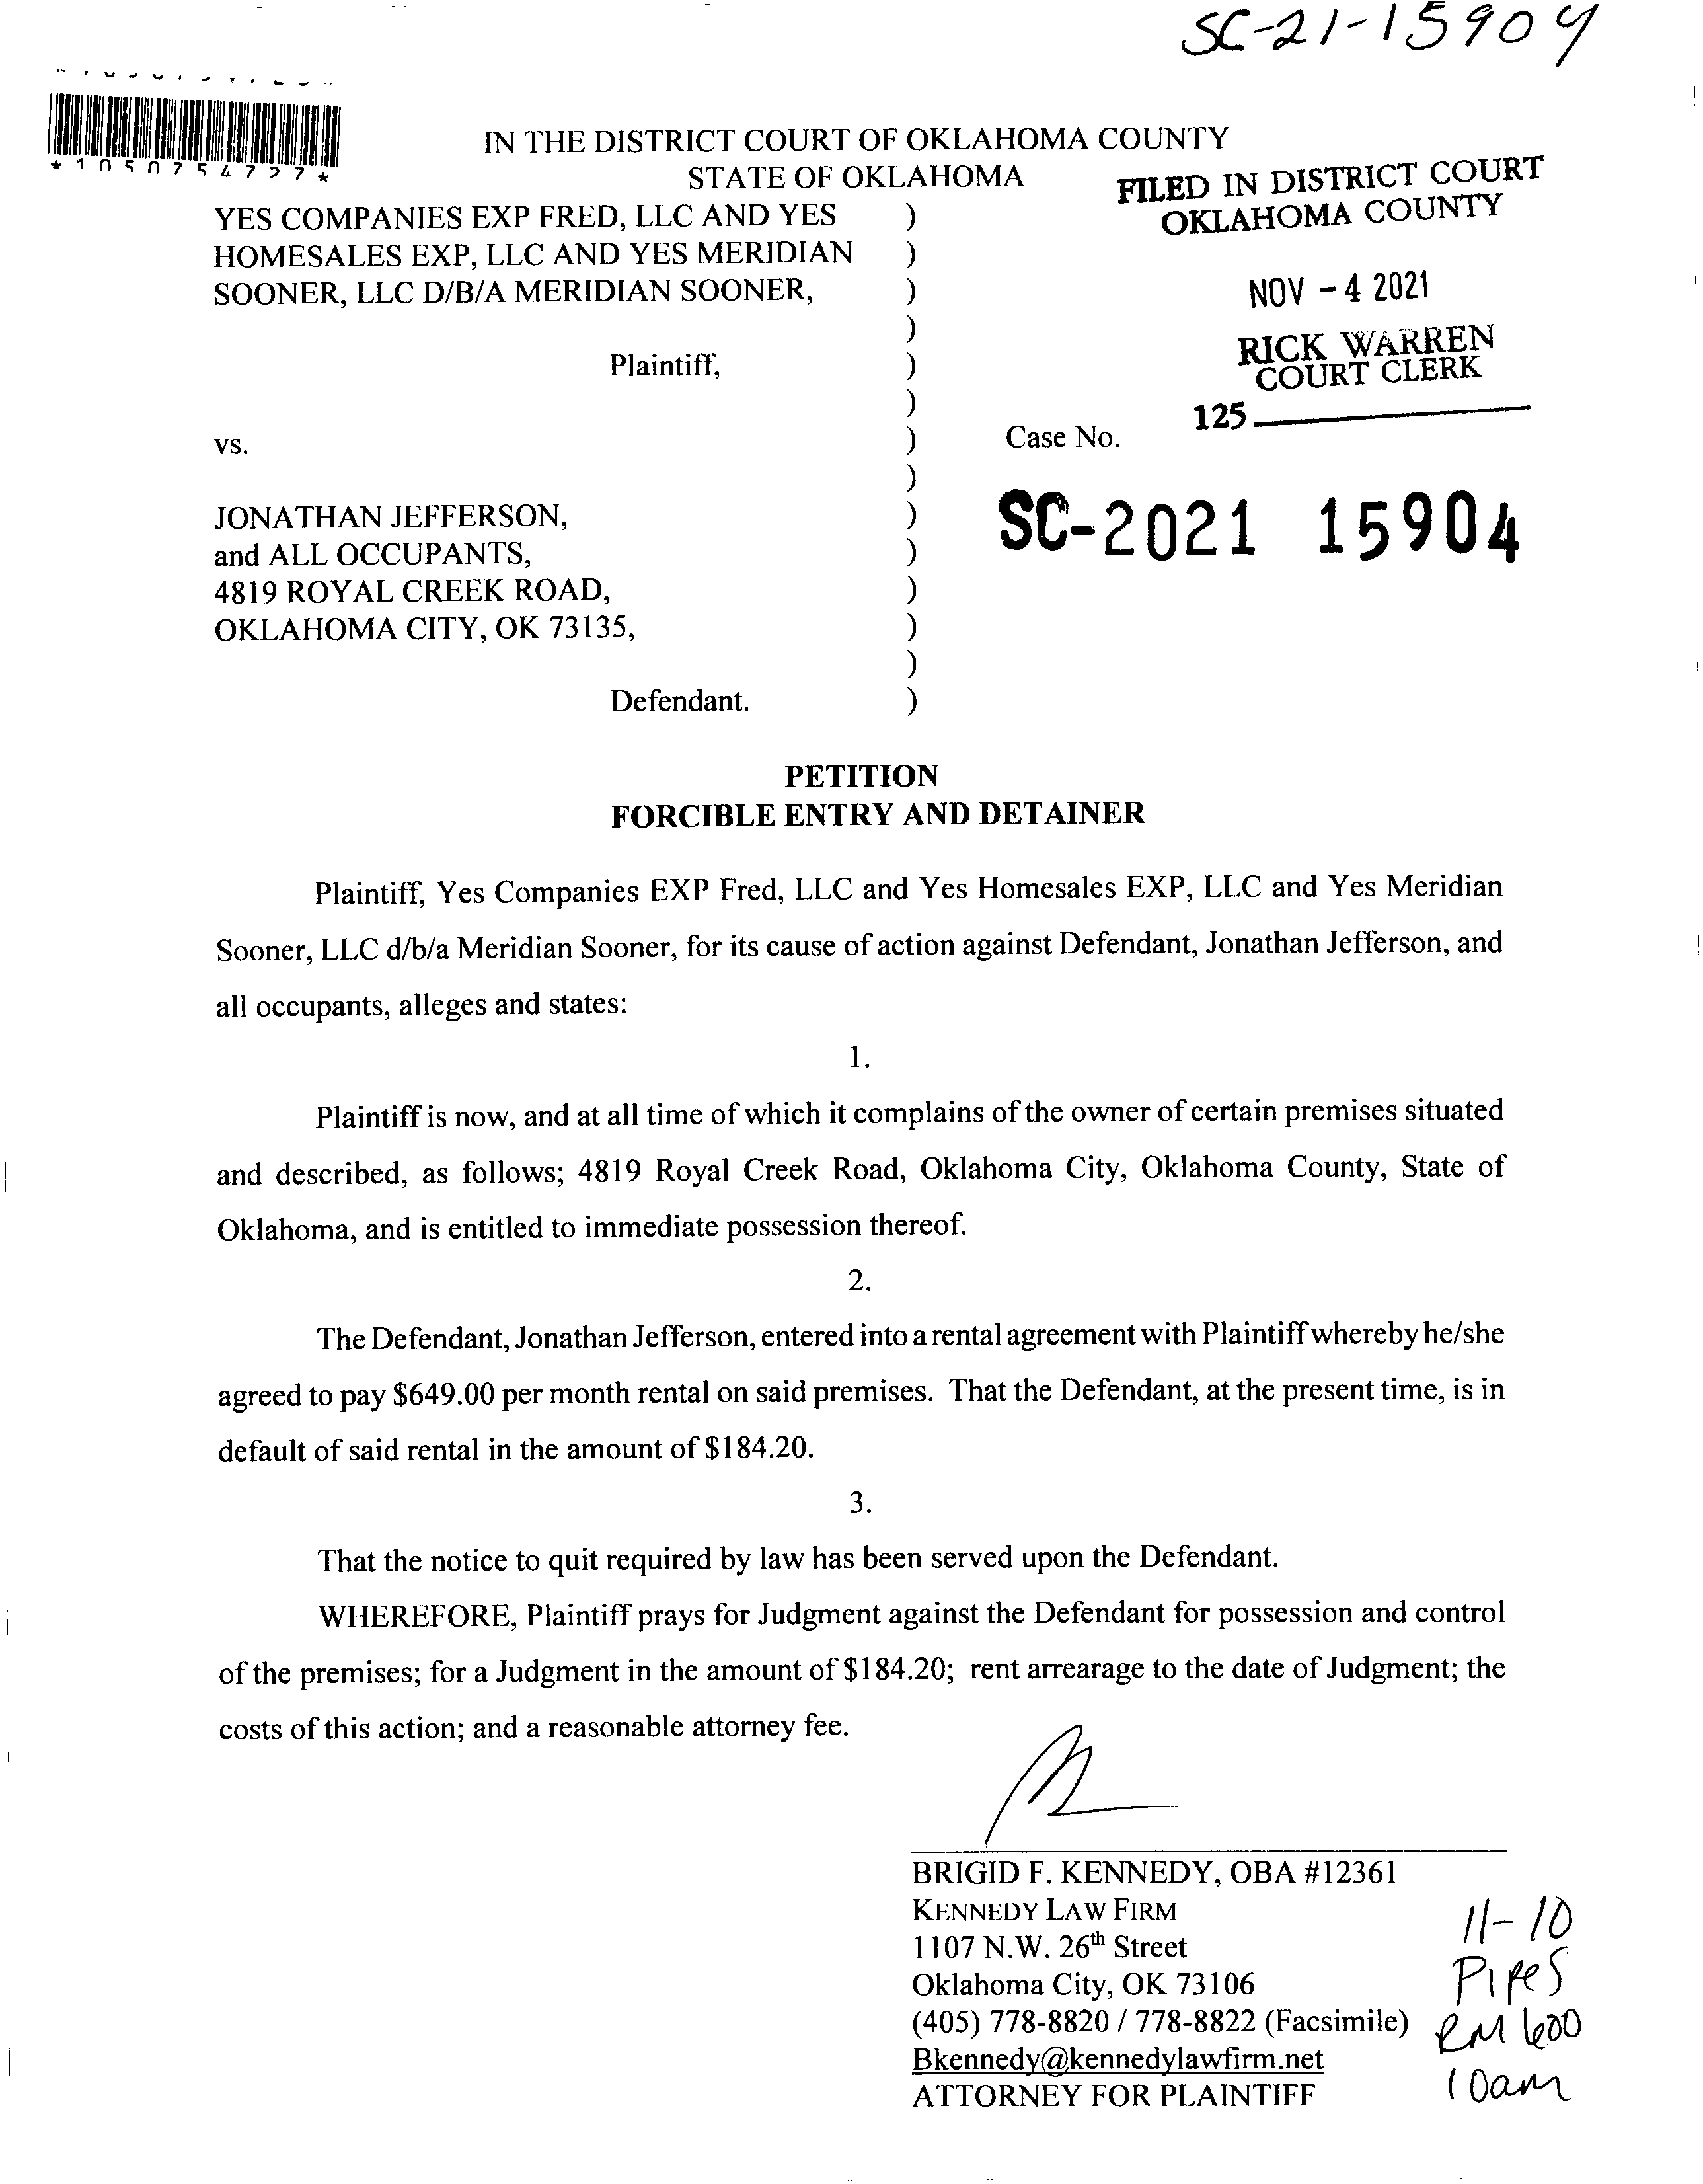 SC-21-15904
*1050754727*
IN THE DISTRICT COURT OF OKLAHOMA COUNTY
STATE OF OKLAHOMA
FILED IN DISTRICT COURT
OKLAHOMA COUNTY
NOV - 4 2021
RICK WARREN
COURT CLERK
125
YES COMPANIES EXP FRED, LLC AND YES )
HOMESALES EXP, LLC AND YES MERIDIAN )
SOONER, LLC D/B/A MERIDIAN SOONER, )
)
Plaintiff, )
)
vs. ) Case No.
)
SC-2021 15904
JONATHAN JEFFERSON, )
and ALL OCCUPANTS, )
4819 ROYAL CREEK ROAD, )
OKLAHOMA CITY, OK 73135, )
)
Defendant. )
PETITION
FORCIBLE ENTRY AND DETAINER
Plaintiff, Yes Companies EXP Fred, LLC and Yes Homesales EXP, LLC and Yes Meridian
Sooner, LLC d/b/a Meridian Sooner, for its cause of action against Defendant, Jonathan Jefferson, and
all occupants, alleges and states:
1.
Plaintiff is now, and at all time of which it complains of the owner of certain premises situated
and described, as follows; 4819 Royal Creek Road, Oklahoma City, Oklahoma County, State of
Oklahoma, and is entitled to immediate possession thereof.
2.
The Defendant, Jonathan Jefferson, entered into a rental agreement with Plaintiff whereby he/she
agreed to pay $649.00 per month rental on said premises. That the Defendant, at the present time, is in
default of said rental in the amount of $184.20.
3.
That the notice to quit required by law has been served upon the Defendant.
WHEREFORE, Plaintiff prays for Judgment against the Defendant for possession and control
of the premises; for a Judgment in the amount of $184.20; rent arrearage to the date of Judgment; the
costs of this action; and a reasonable attorney fee.
BRIGID F. KENNEDY, OBA #12361
KENNEDY LAW FIRM
1107 N.W. 26th Street
Oklahoma City, OK 73106
(405) 778-8820 / 778-8822 (Facsimile)
Bkennedy@kennedylawfirm.net
ATTORNEY FOR PLAINTIFF
11-10
Pipes
RM 600
10am